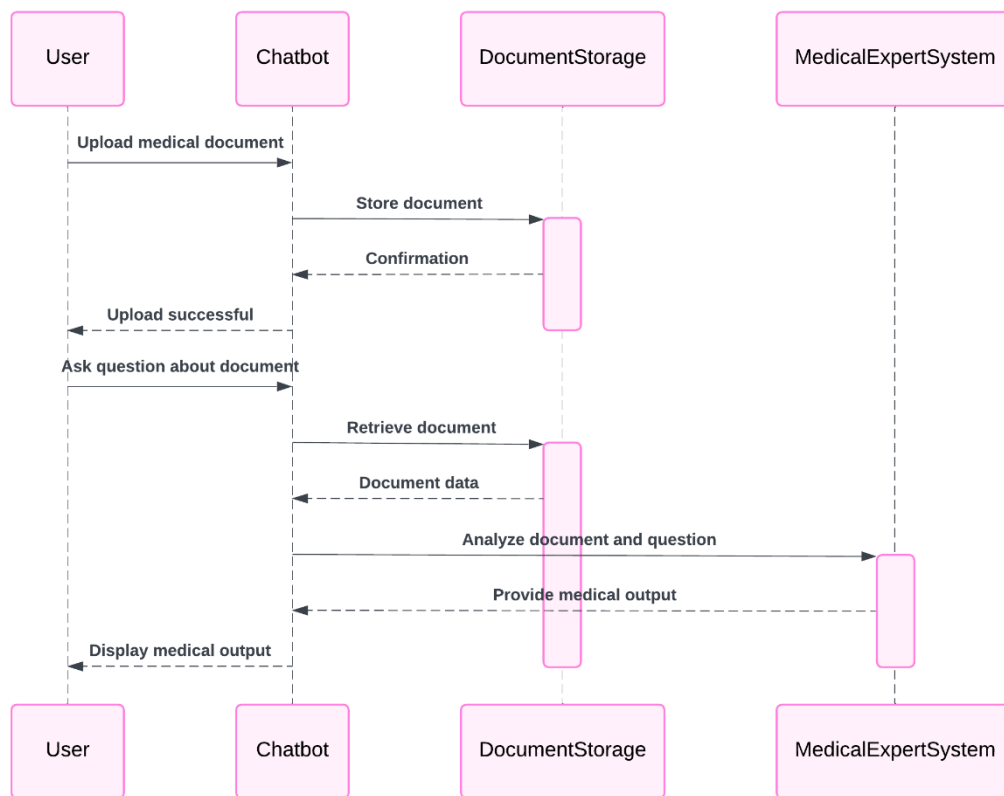 User
Chatbot
DocumentStorage
MedicalExpertSystem
Upload medical document
Store document
Confirmation
Upload successful
Ask question about document
Retrieve document
Document data
Analyze document and question
Provide medical output
Display medical output
User
Chatbot
DocumentStorage
MedicalExpertSystem